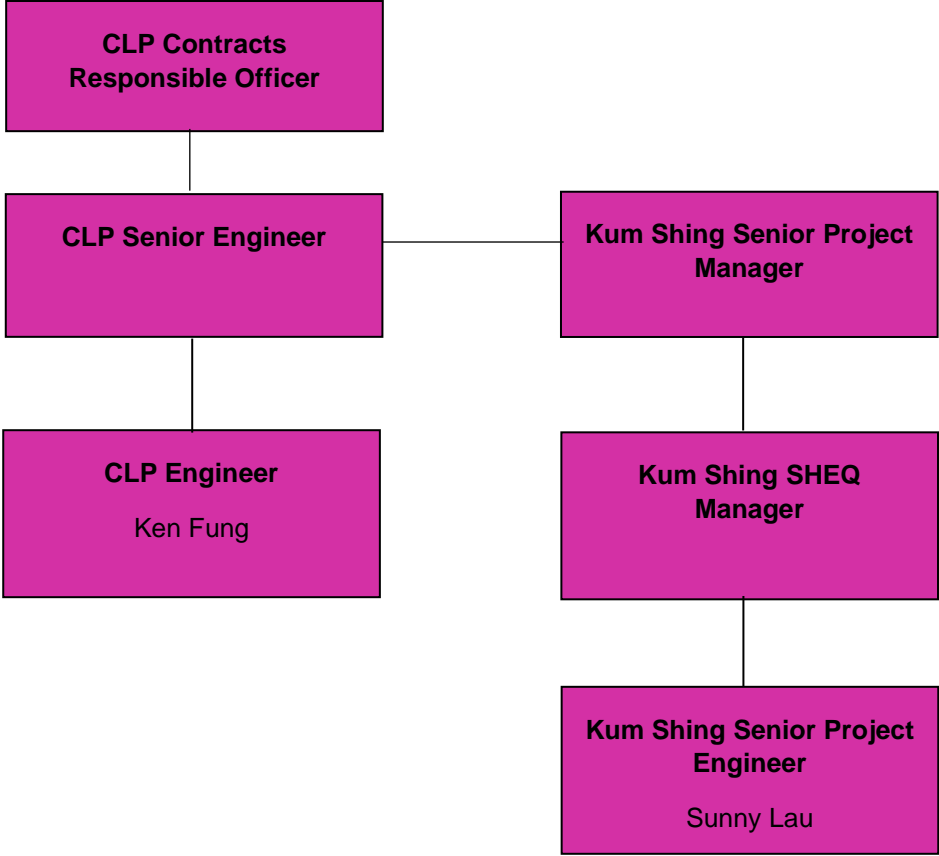 CLP Contracts
Responsible Officer
CLP Senior Engineer
Kum Shing Senior Project
Manager
CLP Engineer
Ken Fung
Kum Shing SHEQ
Manager
Kum Shing Senior Project
Engineer
Sunny Lau